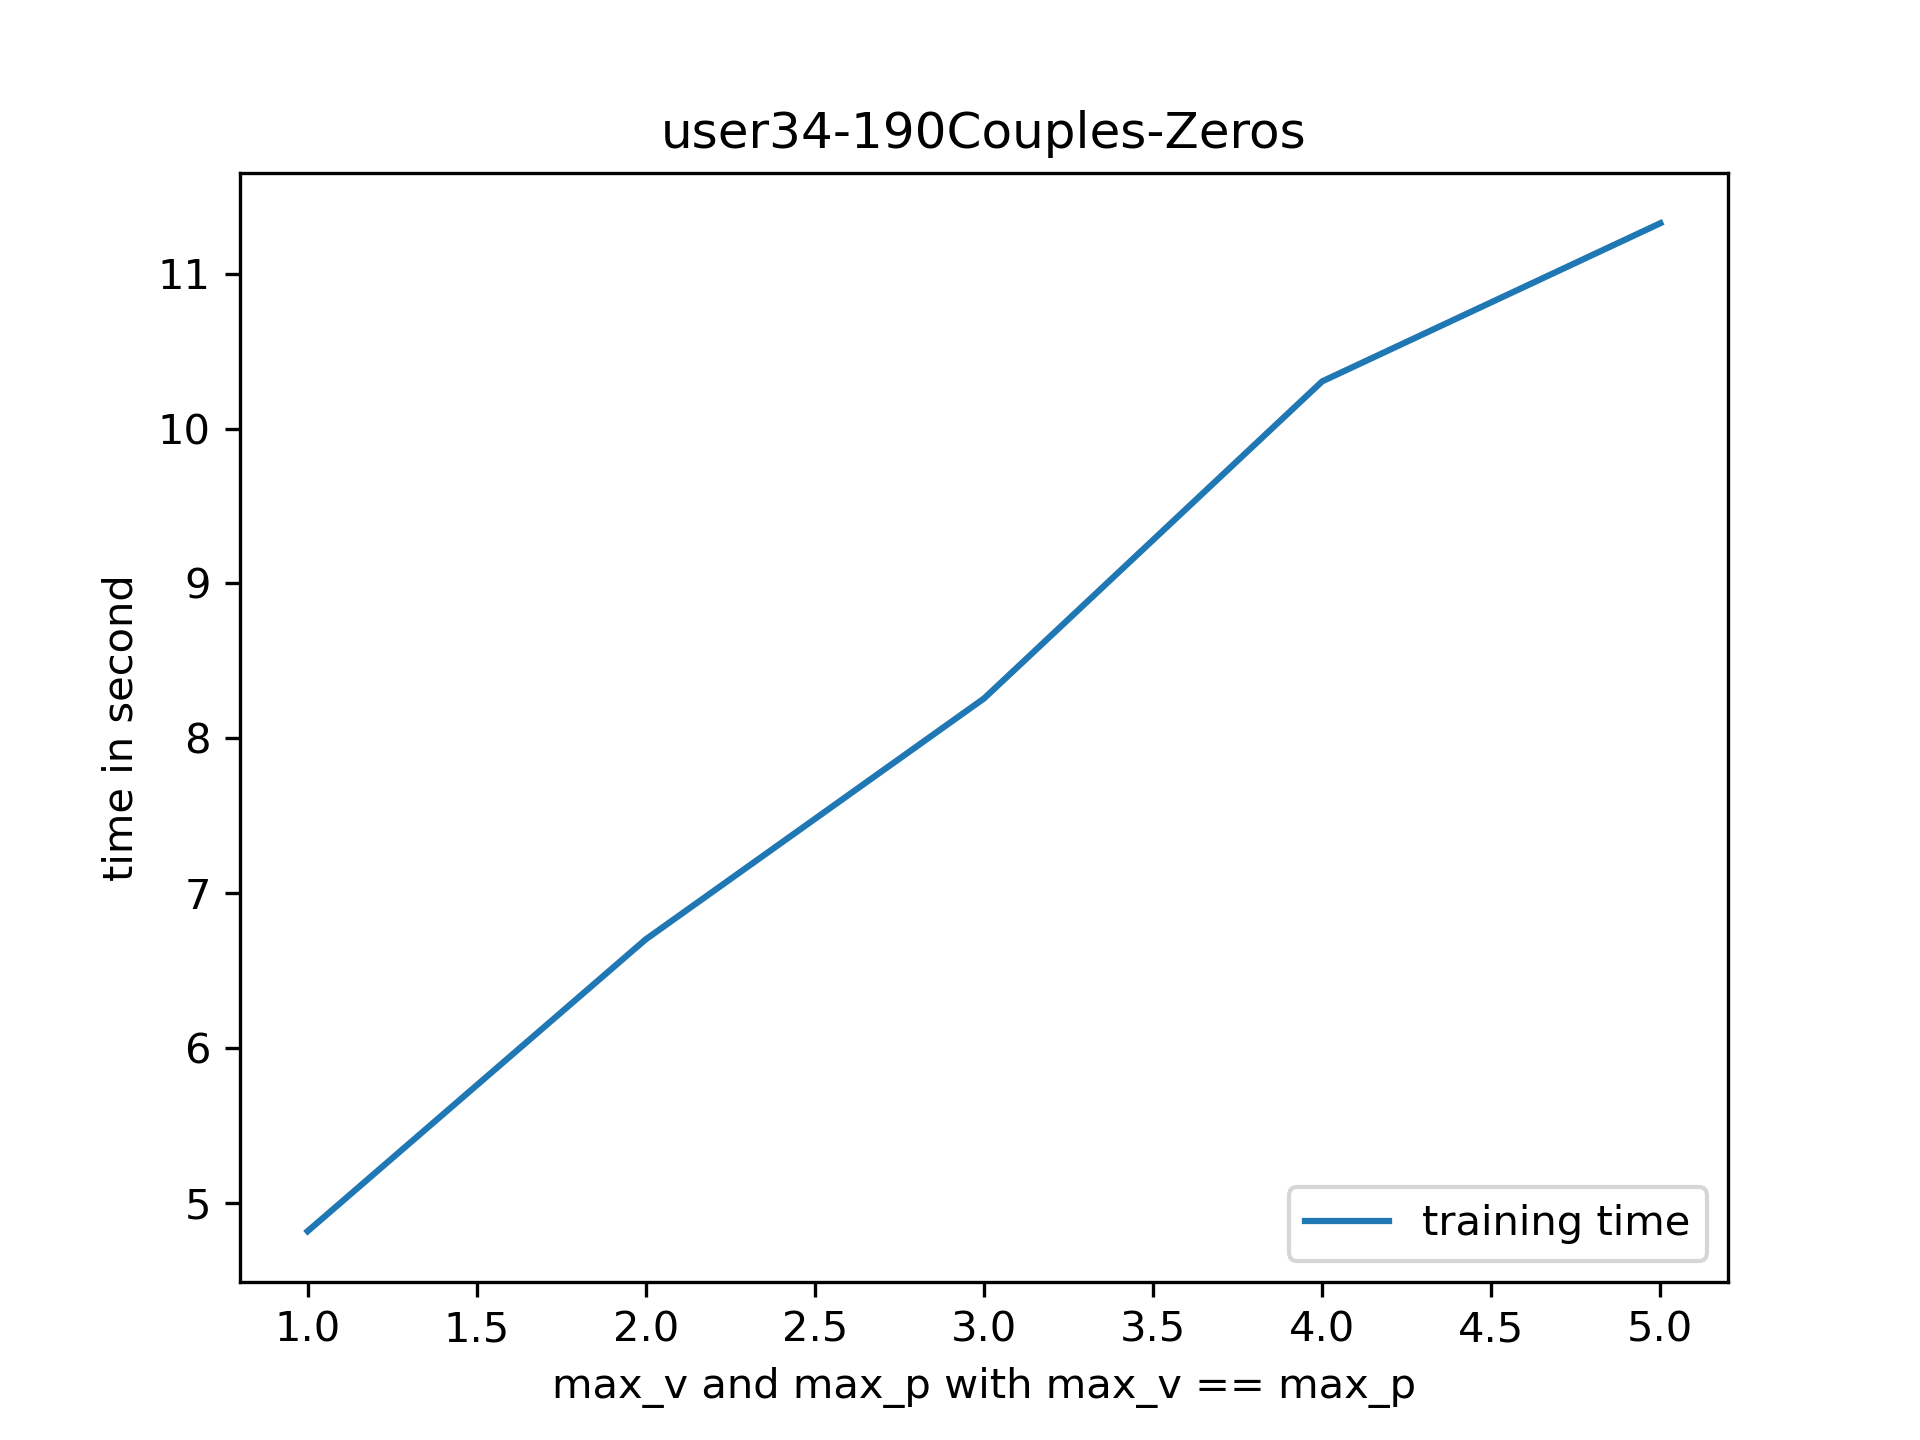 user34-190Couples-Zeros
11
10
9
8
7
6
5
time in second
training time
1.0 1.5 2.0 2.5 3.0 3.5 4.0 4.5 5.0
max_v and max_p with max_v == max_p